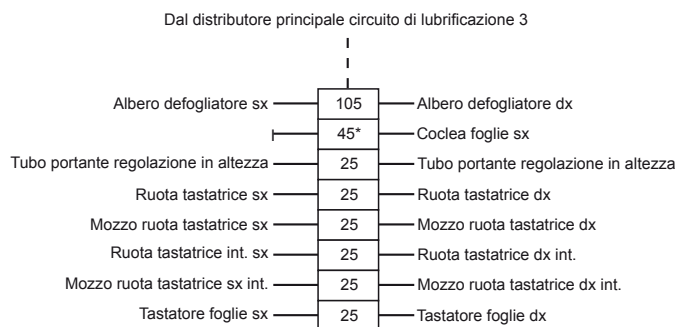 Dal distributore principale circuito di lubrificazione 3
Albero defogliatore sx 105 Albero defogliatore dx
45* Coclea foglie sx
Tubo portante regolazione in altezza 25 Tubo portante regolazione in altezza
Ruota tastatrice sx 25 Ruota tastatrice dx
Mozzo ruota tastatrice sx 25 Mozzo ruota tastatrice dx
Ruota tastatrice int. sx 25 Ruota tastatrice dx int.
Mozzo ruota tastatrice sx int. 25 Mozzo ruota tastatrice dx int.
Tastatore foglie sx 25 Tastatore foglie dx